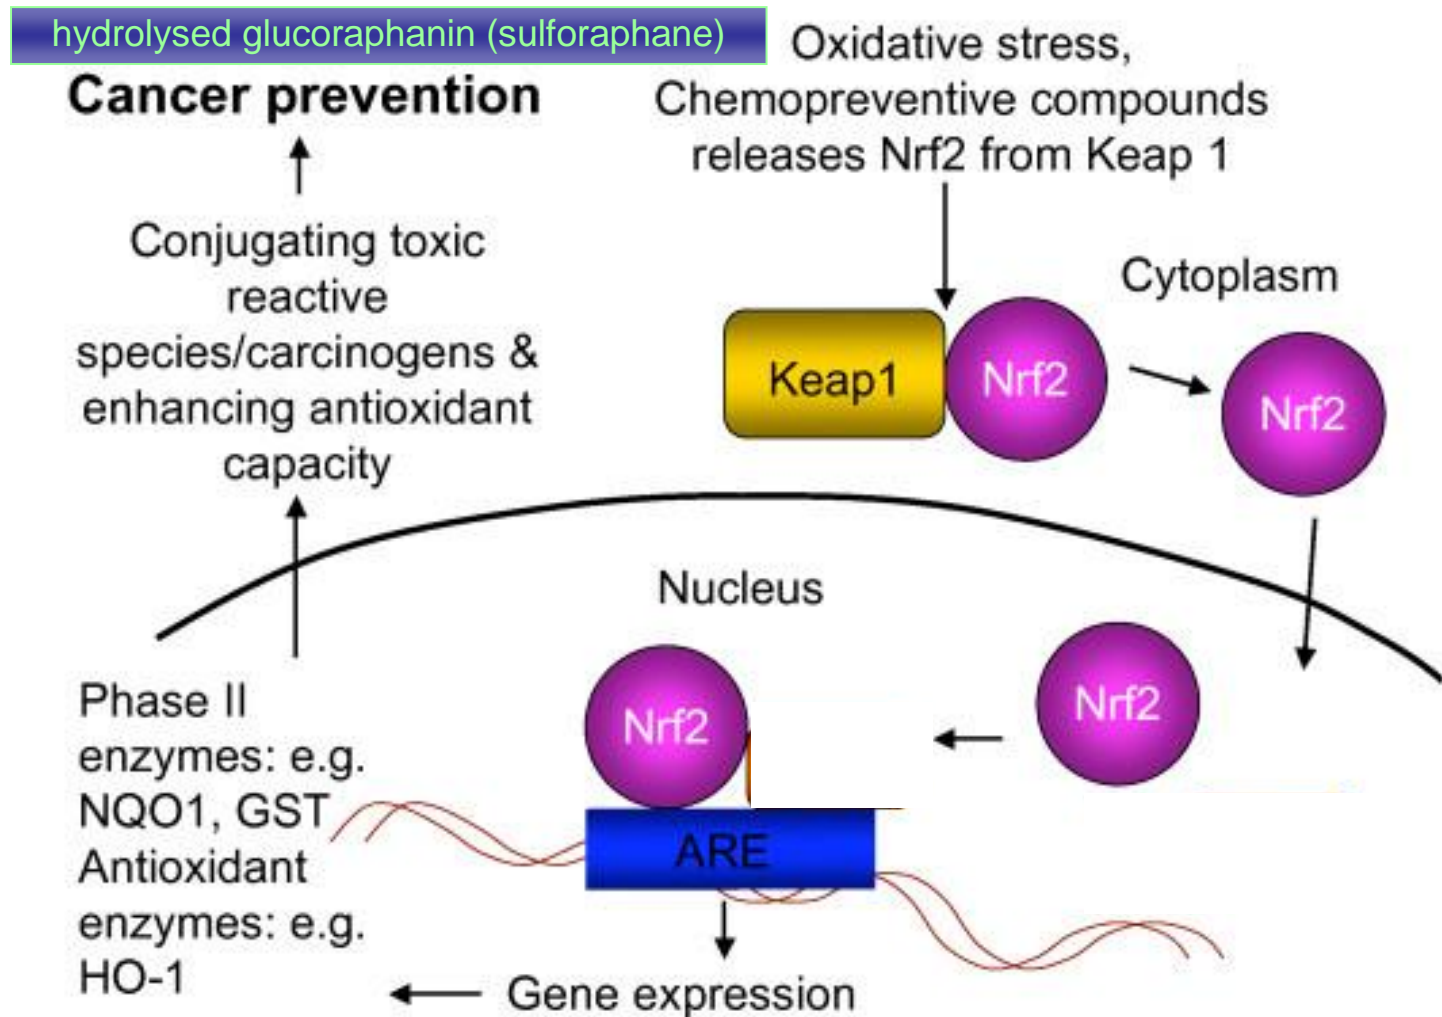 hydrolysed glucoraphanin (sulforaphane)
Cancer prevention
Oxidative stress,
Chemopreventive compounds
releases Nrf2 from Keap 1
Conjugating toxic
reactive
species/carcinogens &
enhancing antioxidant
capacity
Cytoplasm
Keap1
Nrf2
Nrf2
Nucleus
Nrf2
Nrf2
ARE
Phase II
enzymes: e.g.
NQO1, GST
Antioxidant
enzymes: e.g.
HO-1
Gene expression